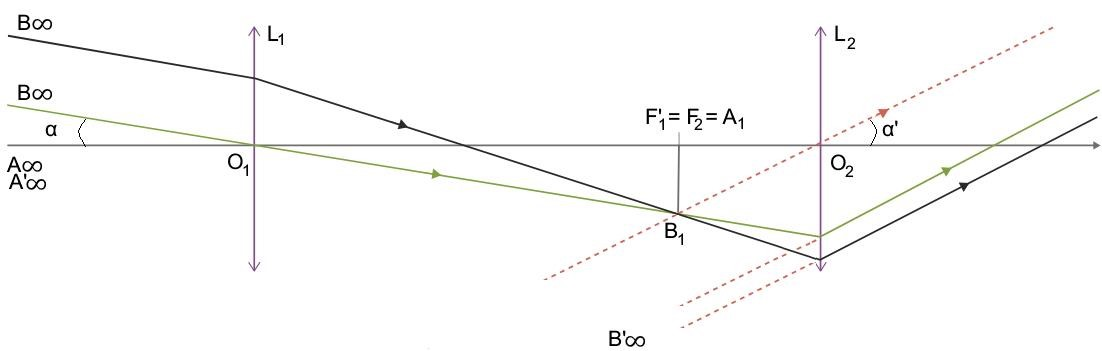 B∞
L₁
L₂
B∞
α
F'₁= F₂= A₁
α'
A∞
A'∞
O₁
O₂
B₁
B'∞